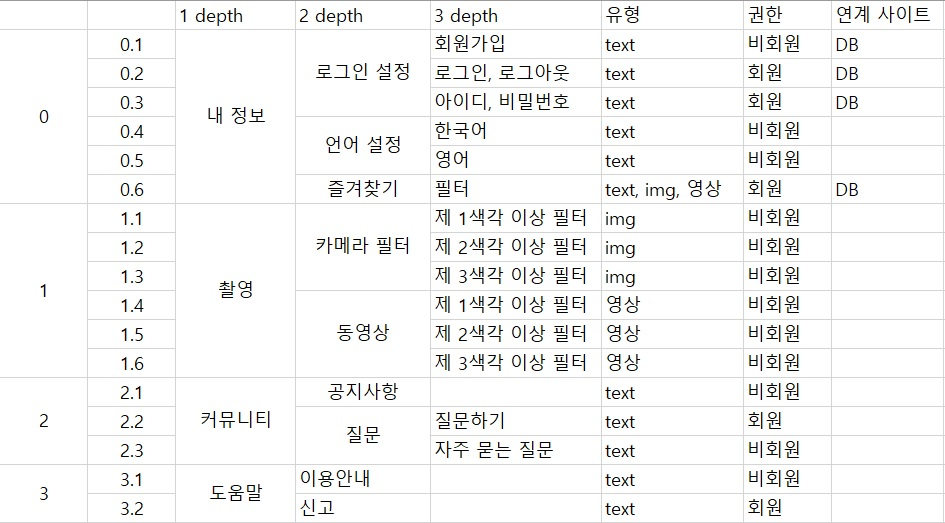 1 depth 2 depth 3 depth 유형 권한 연계 사이트
0 0.1 내 정보 로그인 설정 회원가입 text 비회원 DB
0.2 로그인, 로그아웃 text 회원 DB
0.3 아이디, 비밀번호 text 회원 DB
0.4 언어 설정 한국어 text 비회원
0.5 영어 text 비회원
0.6 즐겨찾기 필터 text, img, 영상 회원 DB
1 1.1 촬영 카메라 필터 제 1색각 이상 필터 img 비회원
1.2 제 2색각 이상 필터 img 비회원
1.3 제 3색각 이상 필터 img 비회원
1.4 동영상 제 1색각 이상 필터 영상 비회원
1.5 제 2색각 이상 필터 영상 비회원
1.6 제 3색각 이상 필터 영상 비회원
2 2.1 커뮤니티 공지사항 text 비회원
2.2 질문 질문하기 text 회원
2.3 자주 묻는 질문 text 비회원
3 3.1 도움말 이용안내 text 비회원
3.2 신고 text 회원